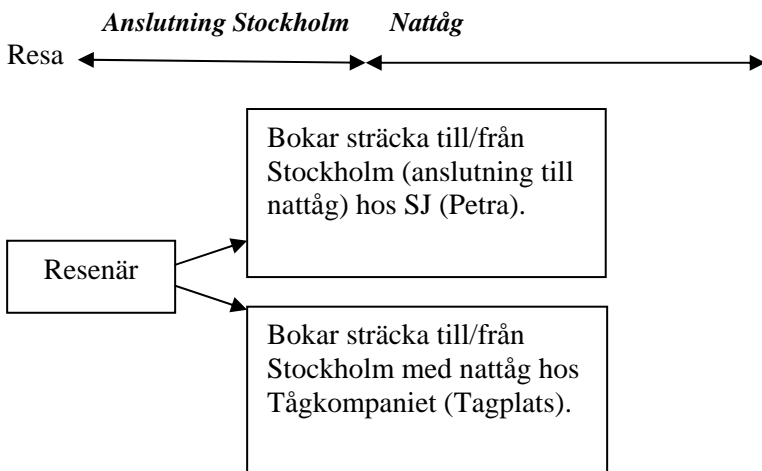 Anslutning Stockholm Nattåg
Resa
Bokar sträcka till/från
Stockholm (anslutning till
nattåg) hos SJ (Petra).
Resenär
Bokar sträcka till/från
Stockholm med nattåg hos
Tågkompaniet (Tagplats).